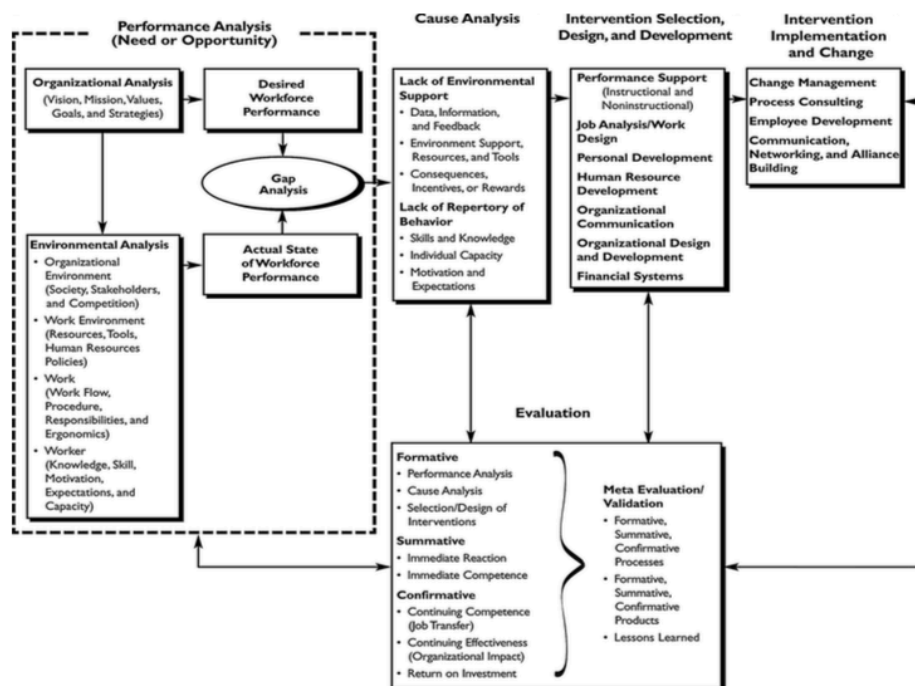 Performance Analysis
(Need or Opportunity)
Organizational Analysis
(Vision, Mission, Values,
Goals, and Strategies)
Desired
Workforce
Performance
Gap
Analysis
Environmental Analysis
• Organizational
Environment
(Society, Stakeholders,
and Competition)
• Work Environment
(Resources, Tools,
Human Resources
Policies)
• Work
(Work Flow,
Procedure,
Responsibilities, and
Ergonomics)
• Worker
(Knowledge, Skill,
Motivation,
Expectations, and
Capacity)
Actual State
of Workforce
Performance
Cause Analysis
Lack of Environmental
Support
• Data, Information,
and Feedback
• Environment Support,
Resources, and Tools
• Consequences,
Incentives, or Rewards
Lack of Repertory of
Behavior
• Skills and Knowledge
• Individual Capacity
• Motivation and
Expectations
Intervention Selection,
Design, and Development
Performance Support
(Instructional and
Noninstructional)
Job Analysis/Work
Design
Personal Development
Human Resource
Development
Organizational
Communication
Organizational Design
and Development
Financial Systems
Intervention
Implementation
and Change
Change Management
Process Consulting
Employee Development
Communication,
Networking, and Alliance
Building
Evaluation
Formative
• Performance Analysis
• Cause Analysis
• Selection/Design of
Interventions
Summative
• Immediate Reaction
• Immediate Competence
Confirmative
• Continuing Competence
(Job Transfer)
• Continuing Effectiveness
(Organizational Impact)
• Return on Investment
Meta Evaluation/
Validation
• Formative,
Summative,
Confirmative
Processes
• Formative,
Summative,
Confirmative
Products
• Lessons Learned